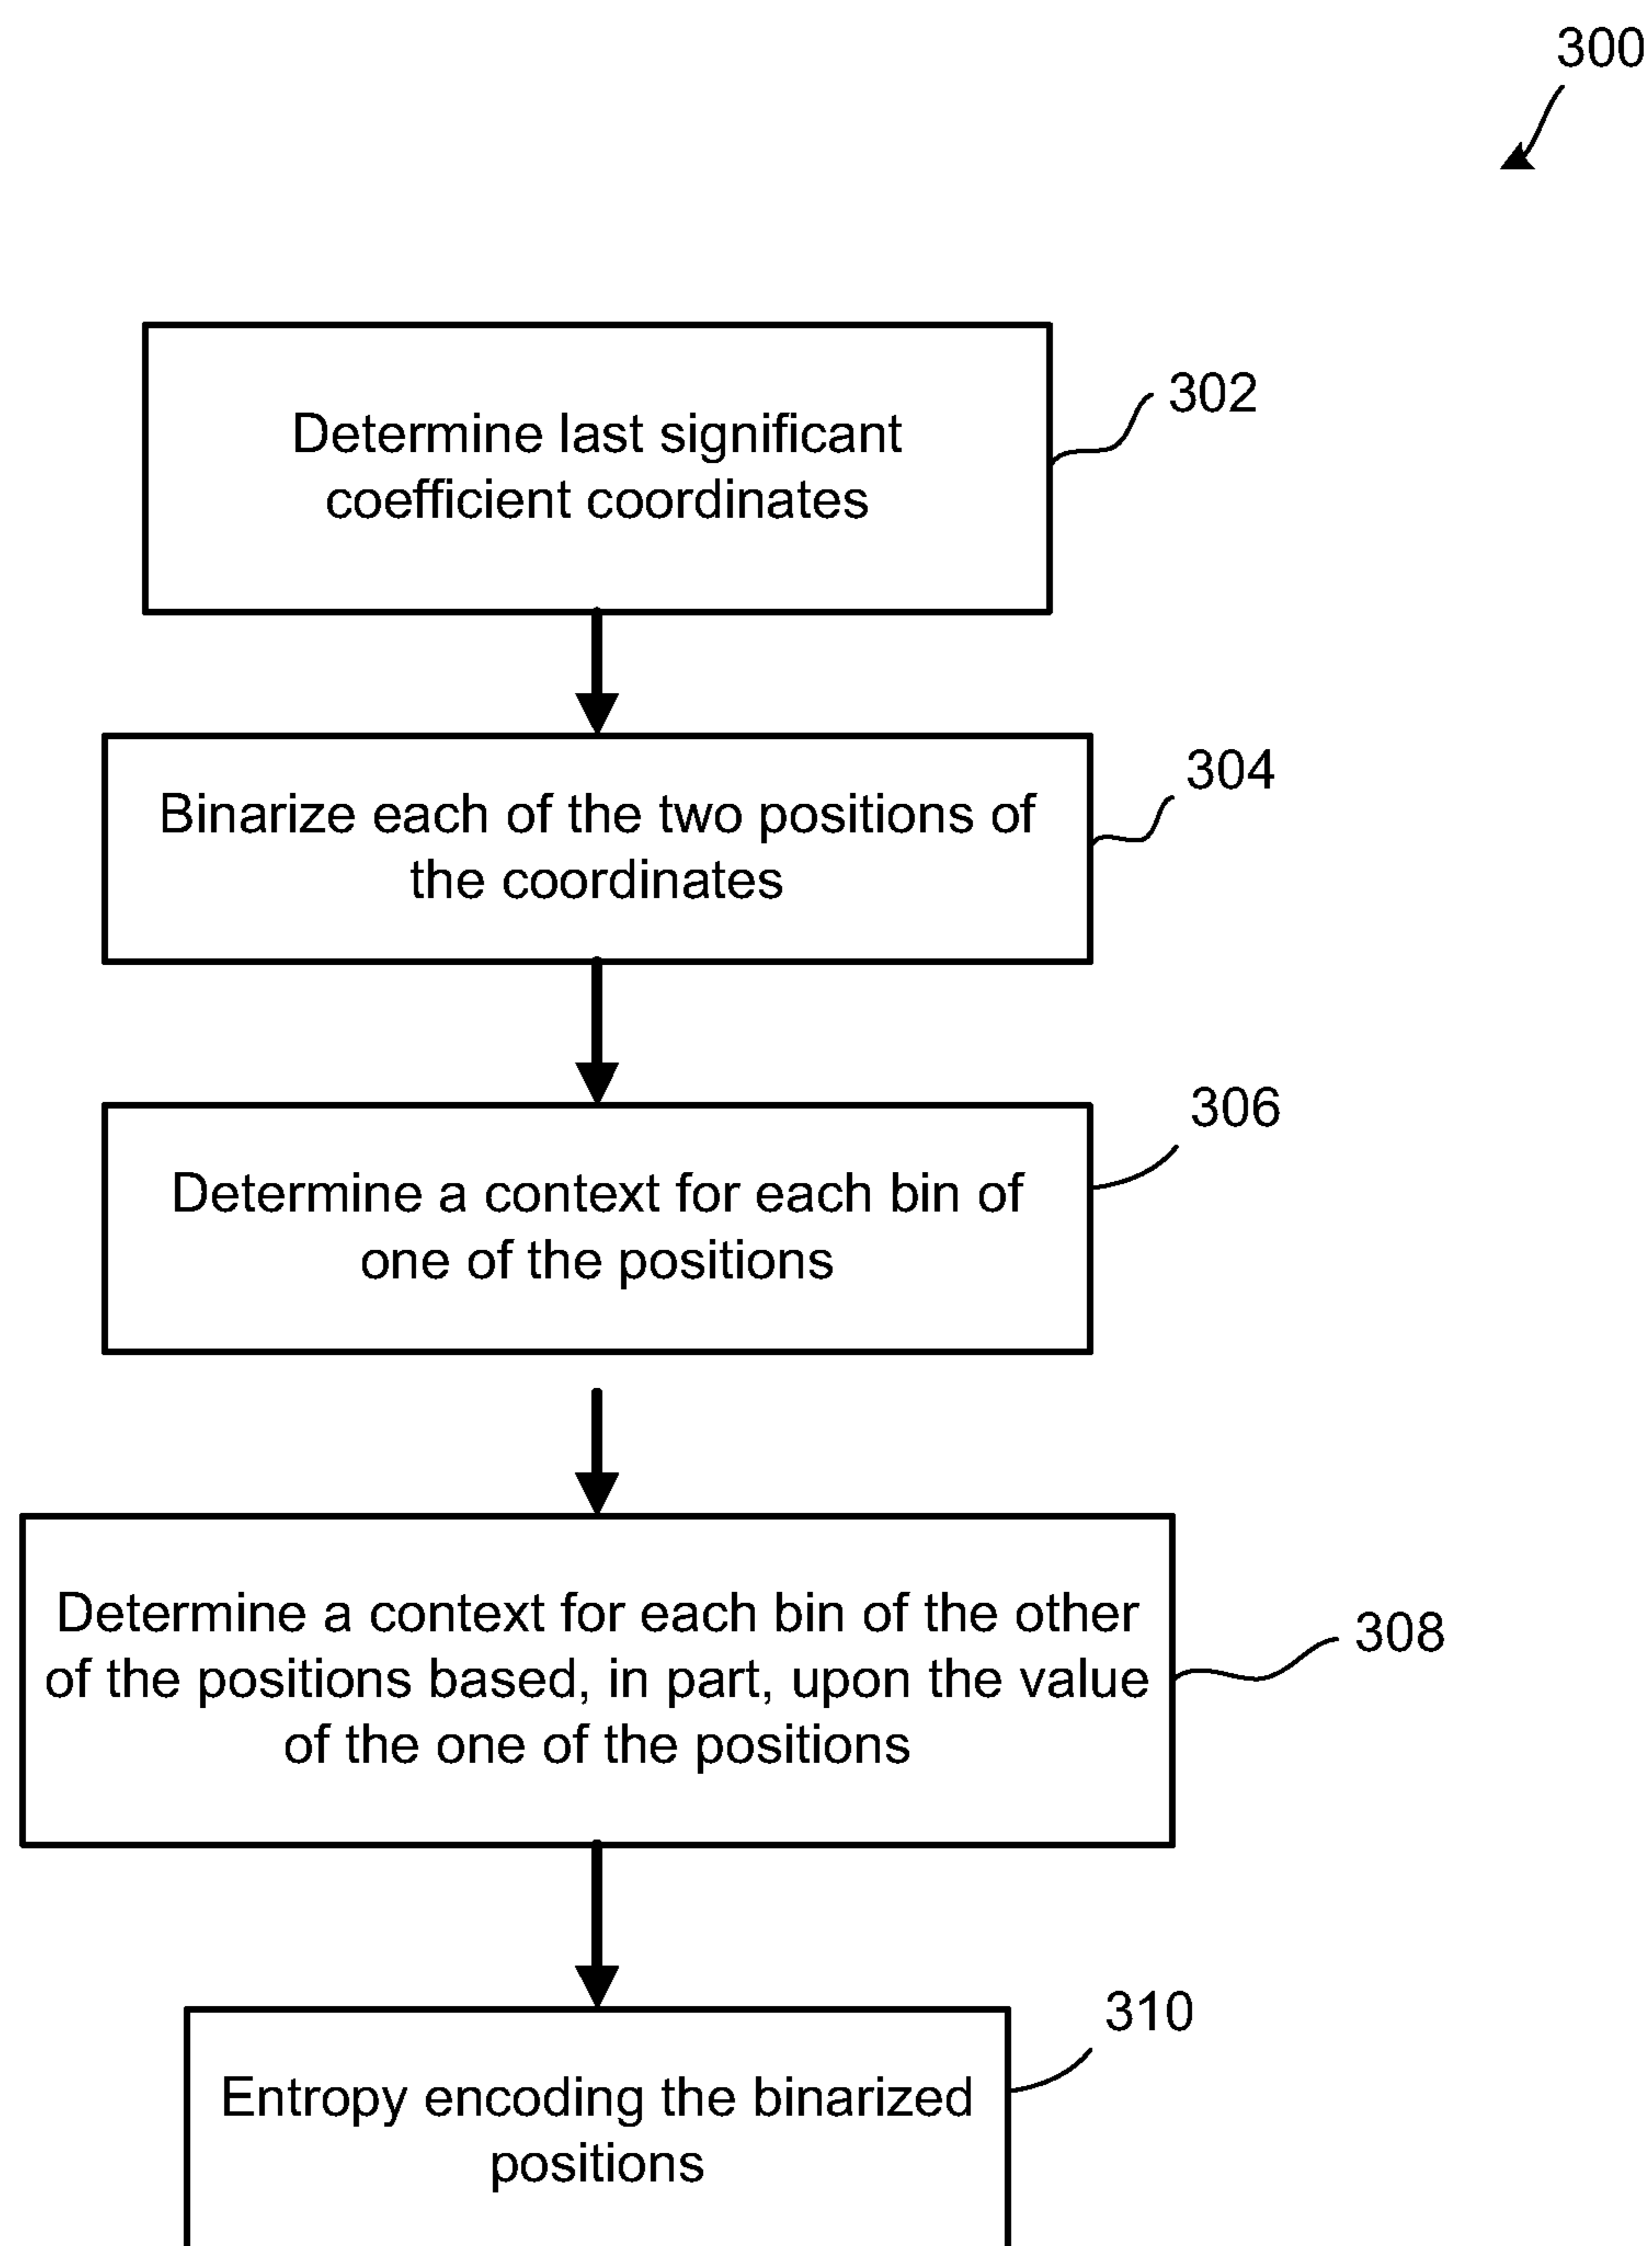 300
Determine last significant
coefficient coordinates
302
Binarize each of the two positions of
the coordinates
304
Determine a context for each bin of
one of the positions
306
Determine a context for each bin of the other
of the positions based, in part, upon the value
of the one of the positions
308
Entropy encoding the binarized
positions
310